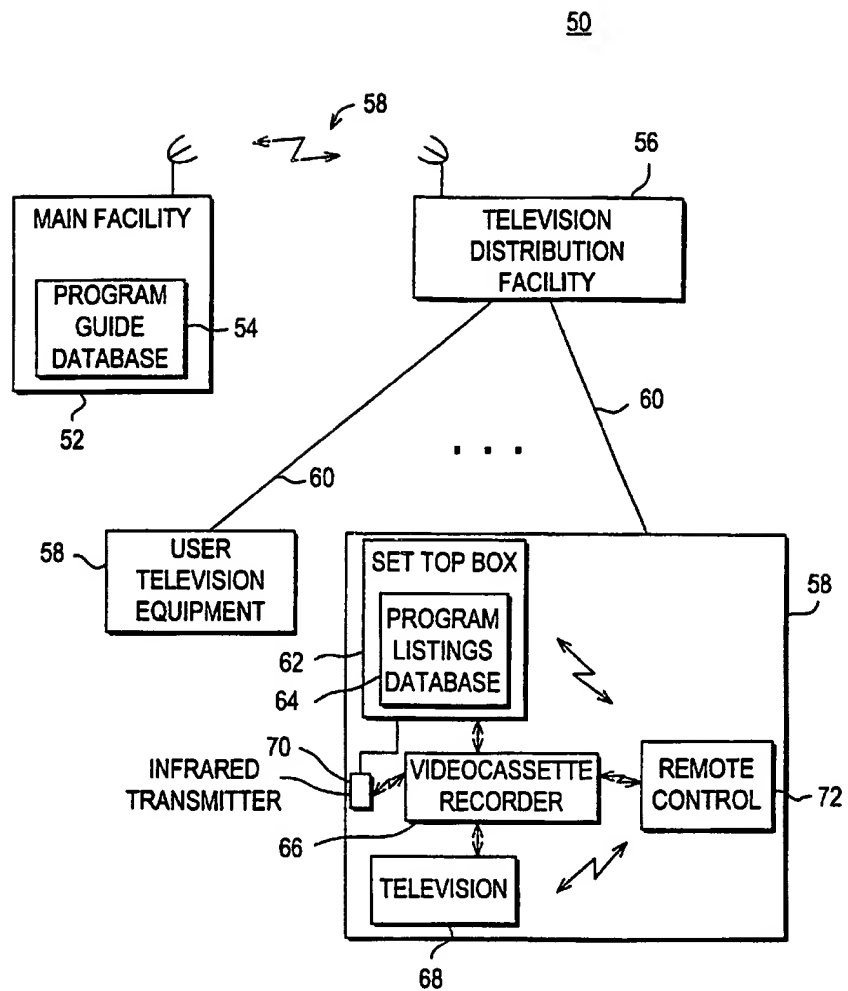 50
58
56
MAIN FACILITY
PROGRAM
GUIDE
DATABASE
54
52
TELEVISION
DISTRIBUTION
FACILITY
60
60
. . .
58
USER
TELEVISION
EQUIPMENT
58
SET TOP BOX
PROGRAM
LISTINGS
DATABASE
62
64
70
INFRARED
TRANSMITTER
VIDEOCASSETTE
RECORDER
66
REMOTE
CONTROL
72
TELEVISION
68